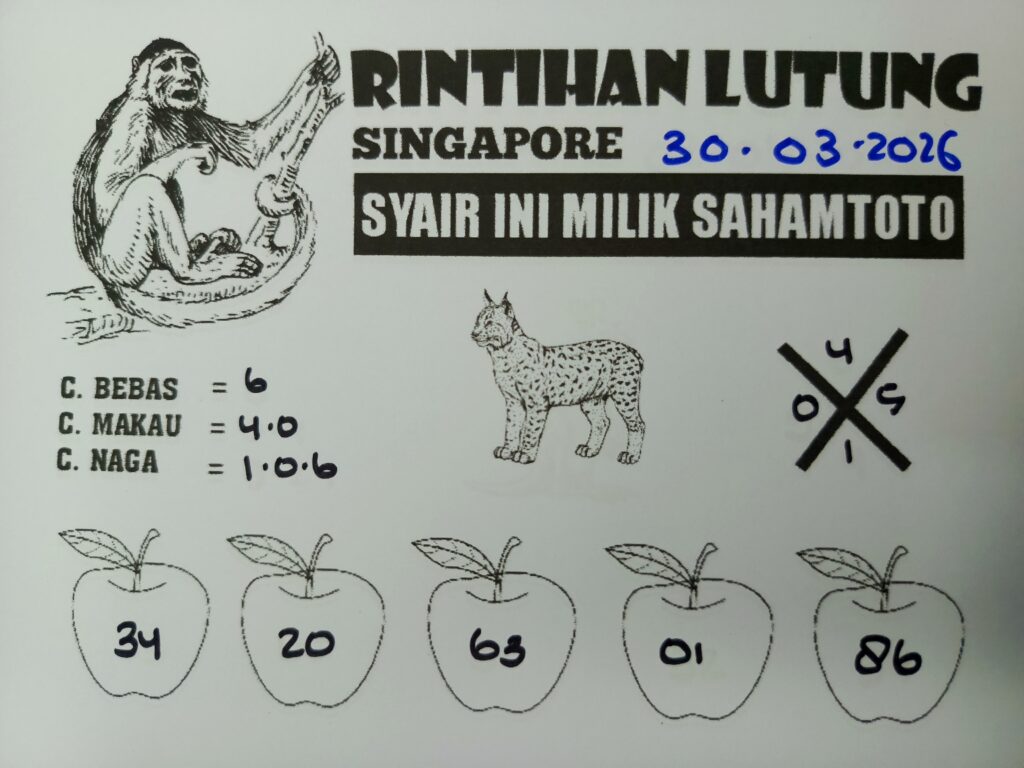 RINTIHAN LUTUNG
SINGAPORE 30.03.2026
SYAIR INI MILIK SAHAMTOTO
C. BEBAS = 6
C. MAKAU = 4.0
C. NAGA = 1.0.6
4
0 5
1
34 20 63 01 86